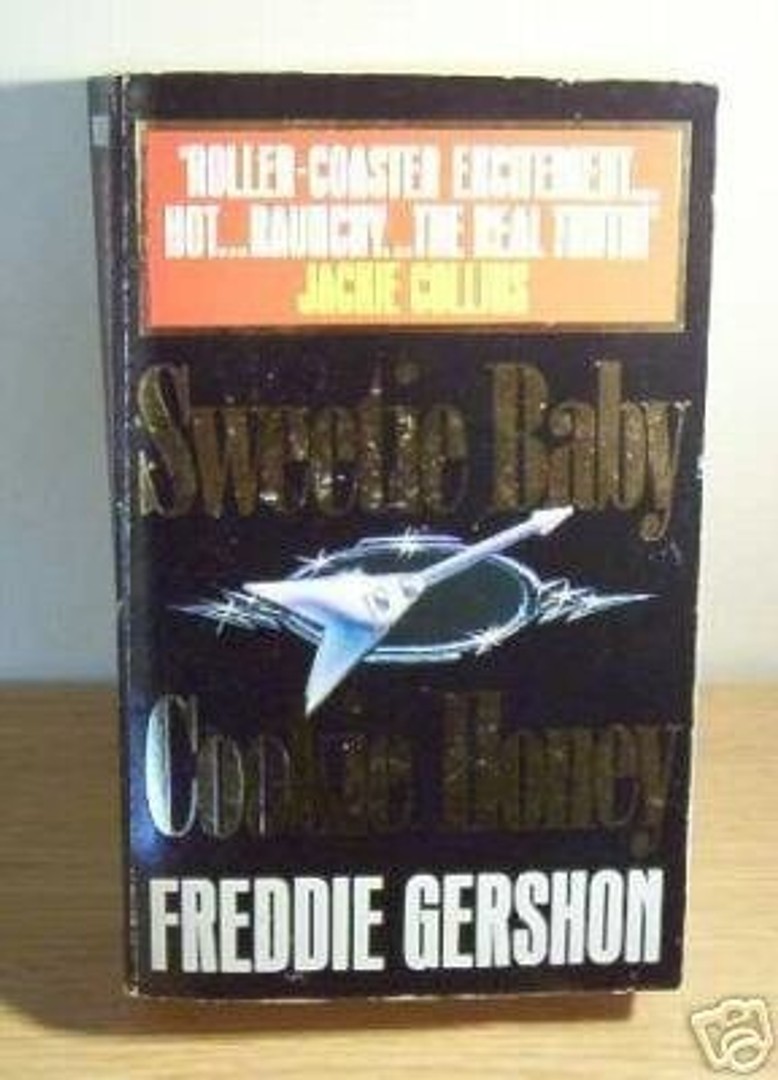 "ROLLER-COASTER EXCITEMENT...
HOT...RAUNCHY...THE REAL TRUTH"
JACKIE COLLINS
Sweetie Baby
Cookie Honey
FREDDIE GERSHON